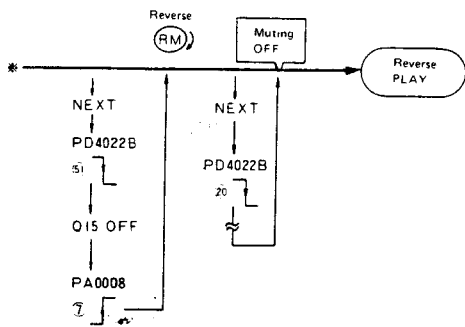 Reverse
RM
Muting
OFF
※
Reverse
PLAY
NEXT
PD4022B
51
Q15 OFF
PA0008
7
NEXT
PD4022B
20